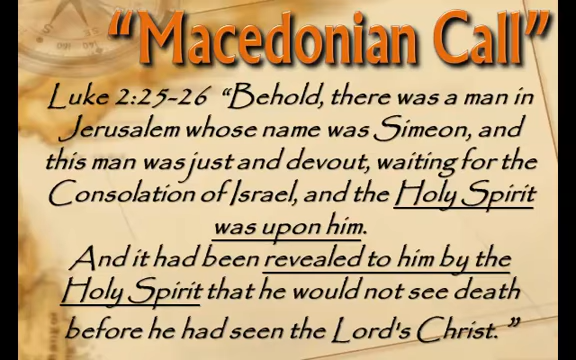 “Macedonian Call”
Luke 2:25-26 “Behold, there was a man in
Jerusalem whose name was Simeon, and
this man was just and devout, waiting for the
Consolation of Israel, and the Holy Spirit
was upon him.
And it had been revealed to him by the
Holy Spirit that he would not see death
before he had seen the Lord's Christ. ”